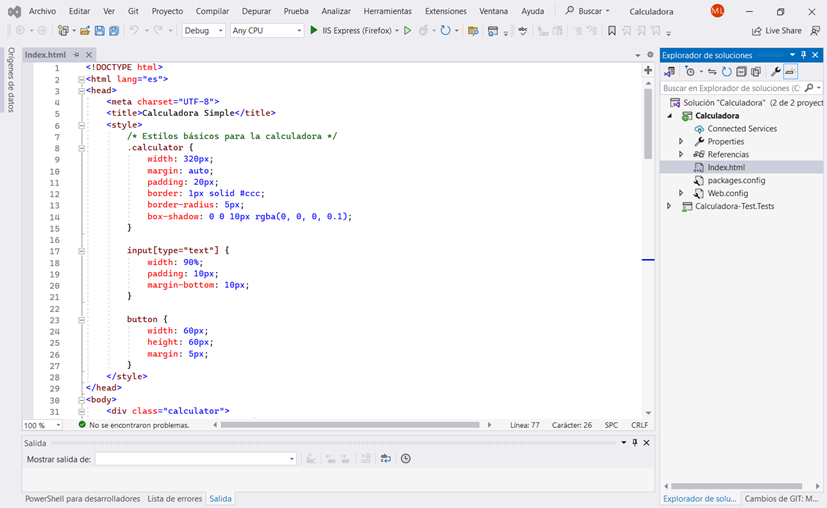 Archivo Editar Ver Git Proyecto Compilar Depurar Prueba Analizar Herramientas Extensiones Ventana Ayuda Buscar Calculadora ML
Debug Any CPU IIS Express (Firefox) Live Share
Orígenes de datos
Index.html
1 <!DOCTYPE html>
2 <html lang="es">
3 <head>
4 <meta charset="UTF-8">
5 <title>Calculadora Simple</title>
6 <style>
7 /* Estilos básicos para la calculadora */
8 .calculator {
9 width: 320px;
10 margin: auto;
11 padding: 20px;
12 border: 1px solid #ccc;
13 border-radius: 5px;
14 box-shadow: 0 0 10px rgba(0, 0, 0, 0.1);
15 }
16
17 input[type="text"] {
18 width: 90%;
19 padding: 10px;
20 margin-bottom: 10px;
21 }
22
23 button {
24 width: 60px;
25 height: 60px;
26 margin: 5px;
27 }
28 </style>
29 </head>
30 <body>
31 <div class="calculator">
100 % No se encontraron problemas. Línea: 77 Carácter: 26 SPC CRLF
Salida
Mostrar salida de:
PowerShell para desarrolladores Lista de errores Salida
Explorador de soluciones
Buscar en Explorador de soluciones (C
Solución "Calculadora" (2 de 2 proyect
Calculadora
Connected Services
Properties
Referencias
Index.html
packages.config
Web.config
Calculadora-Test.Tests
Explorador de solu... Cambios de GIT: M...